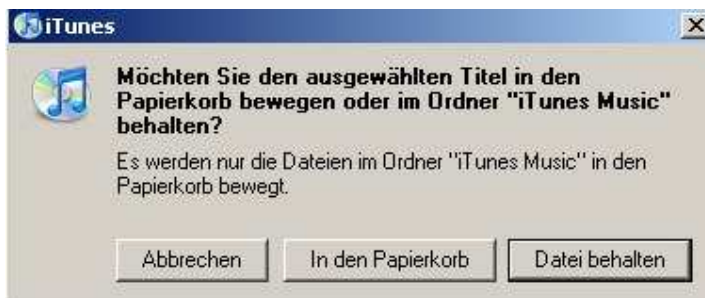 iTunes
Möchten Sie den ausgewählten Titel in den
Papierkorb bewegen oder im Ordner "iTunes Music"
behalten?
Es werden nur die Dateien im Ordner "iTunes Music" in den
Papierkorb bewegt.
Abbrechen
In den Papierkorb
Datei behalten